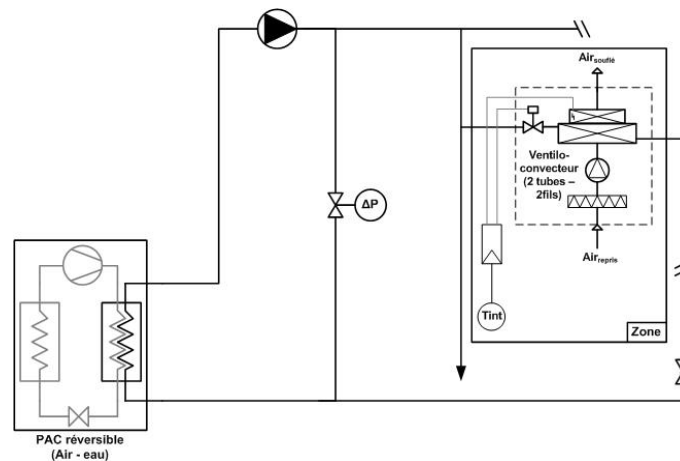 Air soufflé
Ventilo-
convecteur
(2 tubes –
2fils)
ΔP
Air repris
Tint
Zone
PAC réversible
(Air - eau)